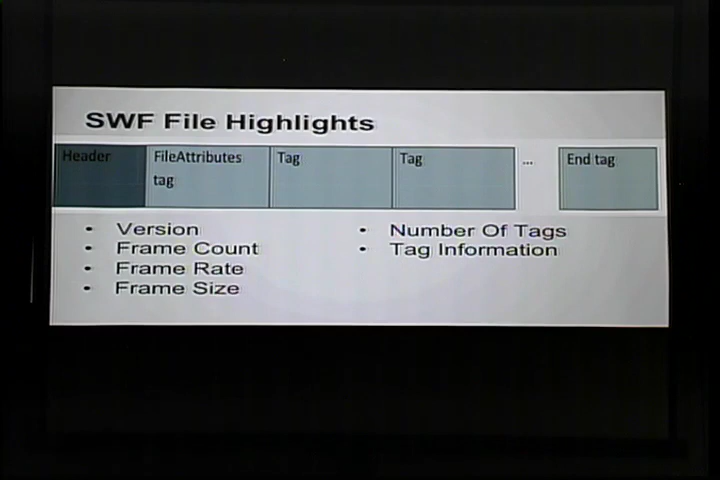 SWF File Highlights
Header
FileAttributes
tag
Tag
Tag
...
End tag
• Version
• Frame Count
• Frame Rate
• Frame Size
• Number Of Tags
• Tag Information